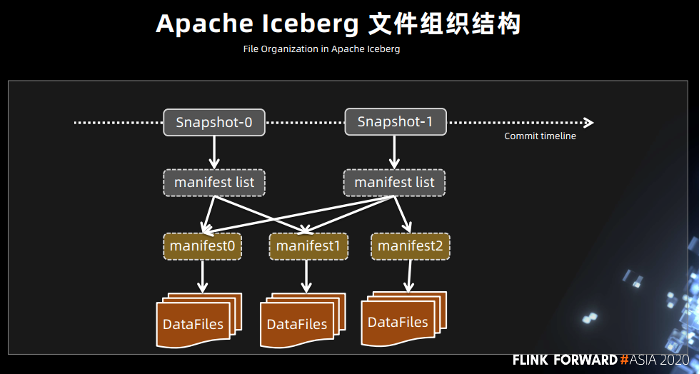 Apache Iceberg 文件组织结构
File Organization in Apache Iceberg
Snapshot-0
Snapshot-1
Commit timeline
manifest list
manifest list
manifest0
manifest1
manifest2
DataFiles
DataFiles
DataFiles
FLINK FORWARD #ASIA 2020